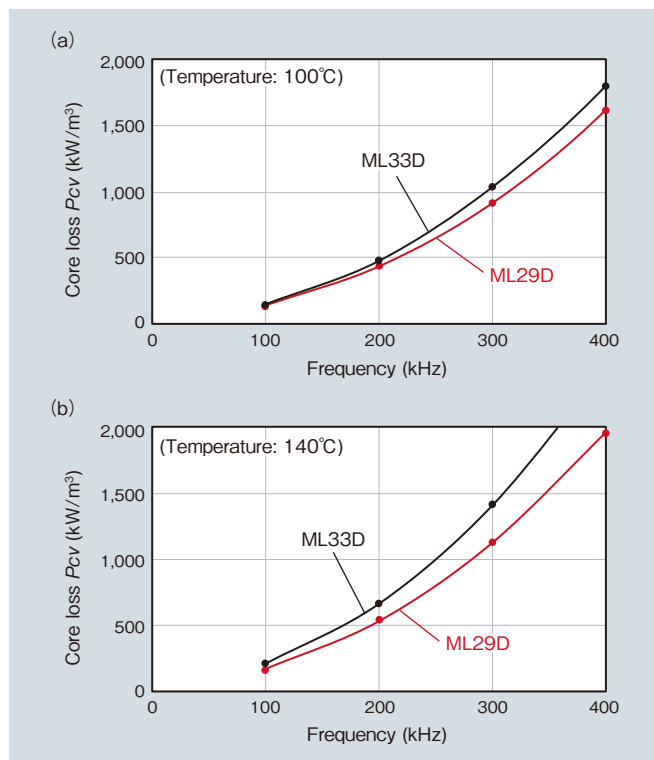 (a)
2,000
(Temperature: 100℃)
1,500
ML33D
1,000
500
ML29D
0
0
100
200
300
400
Core loss Pcv (kW/m³)
Frequency (kHz)
(b)
2,000
(Temperature: 140℃)
1,500
ML33D
1,000
500
ML29D
0
0
100
200
300
400
Core loss Pcv (kW/m³)
Frequency (kHz)